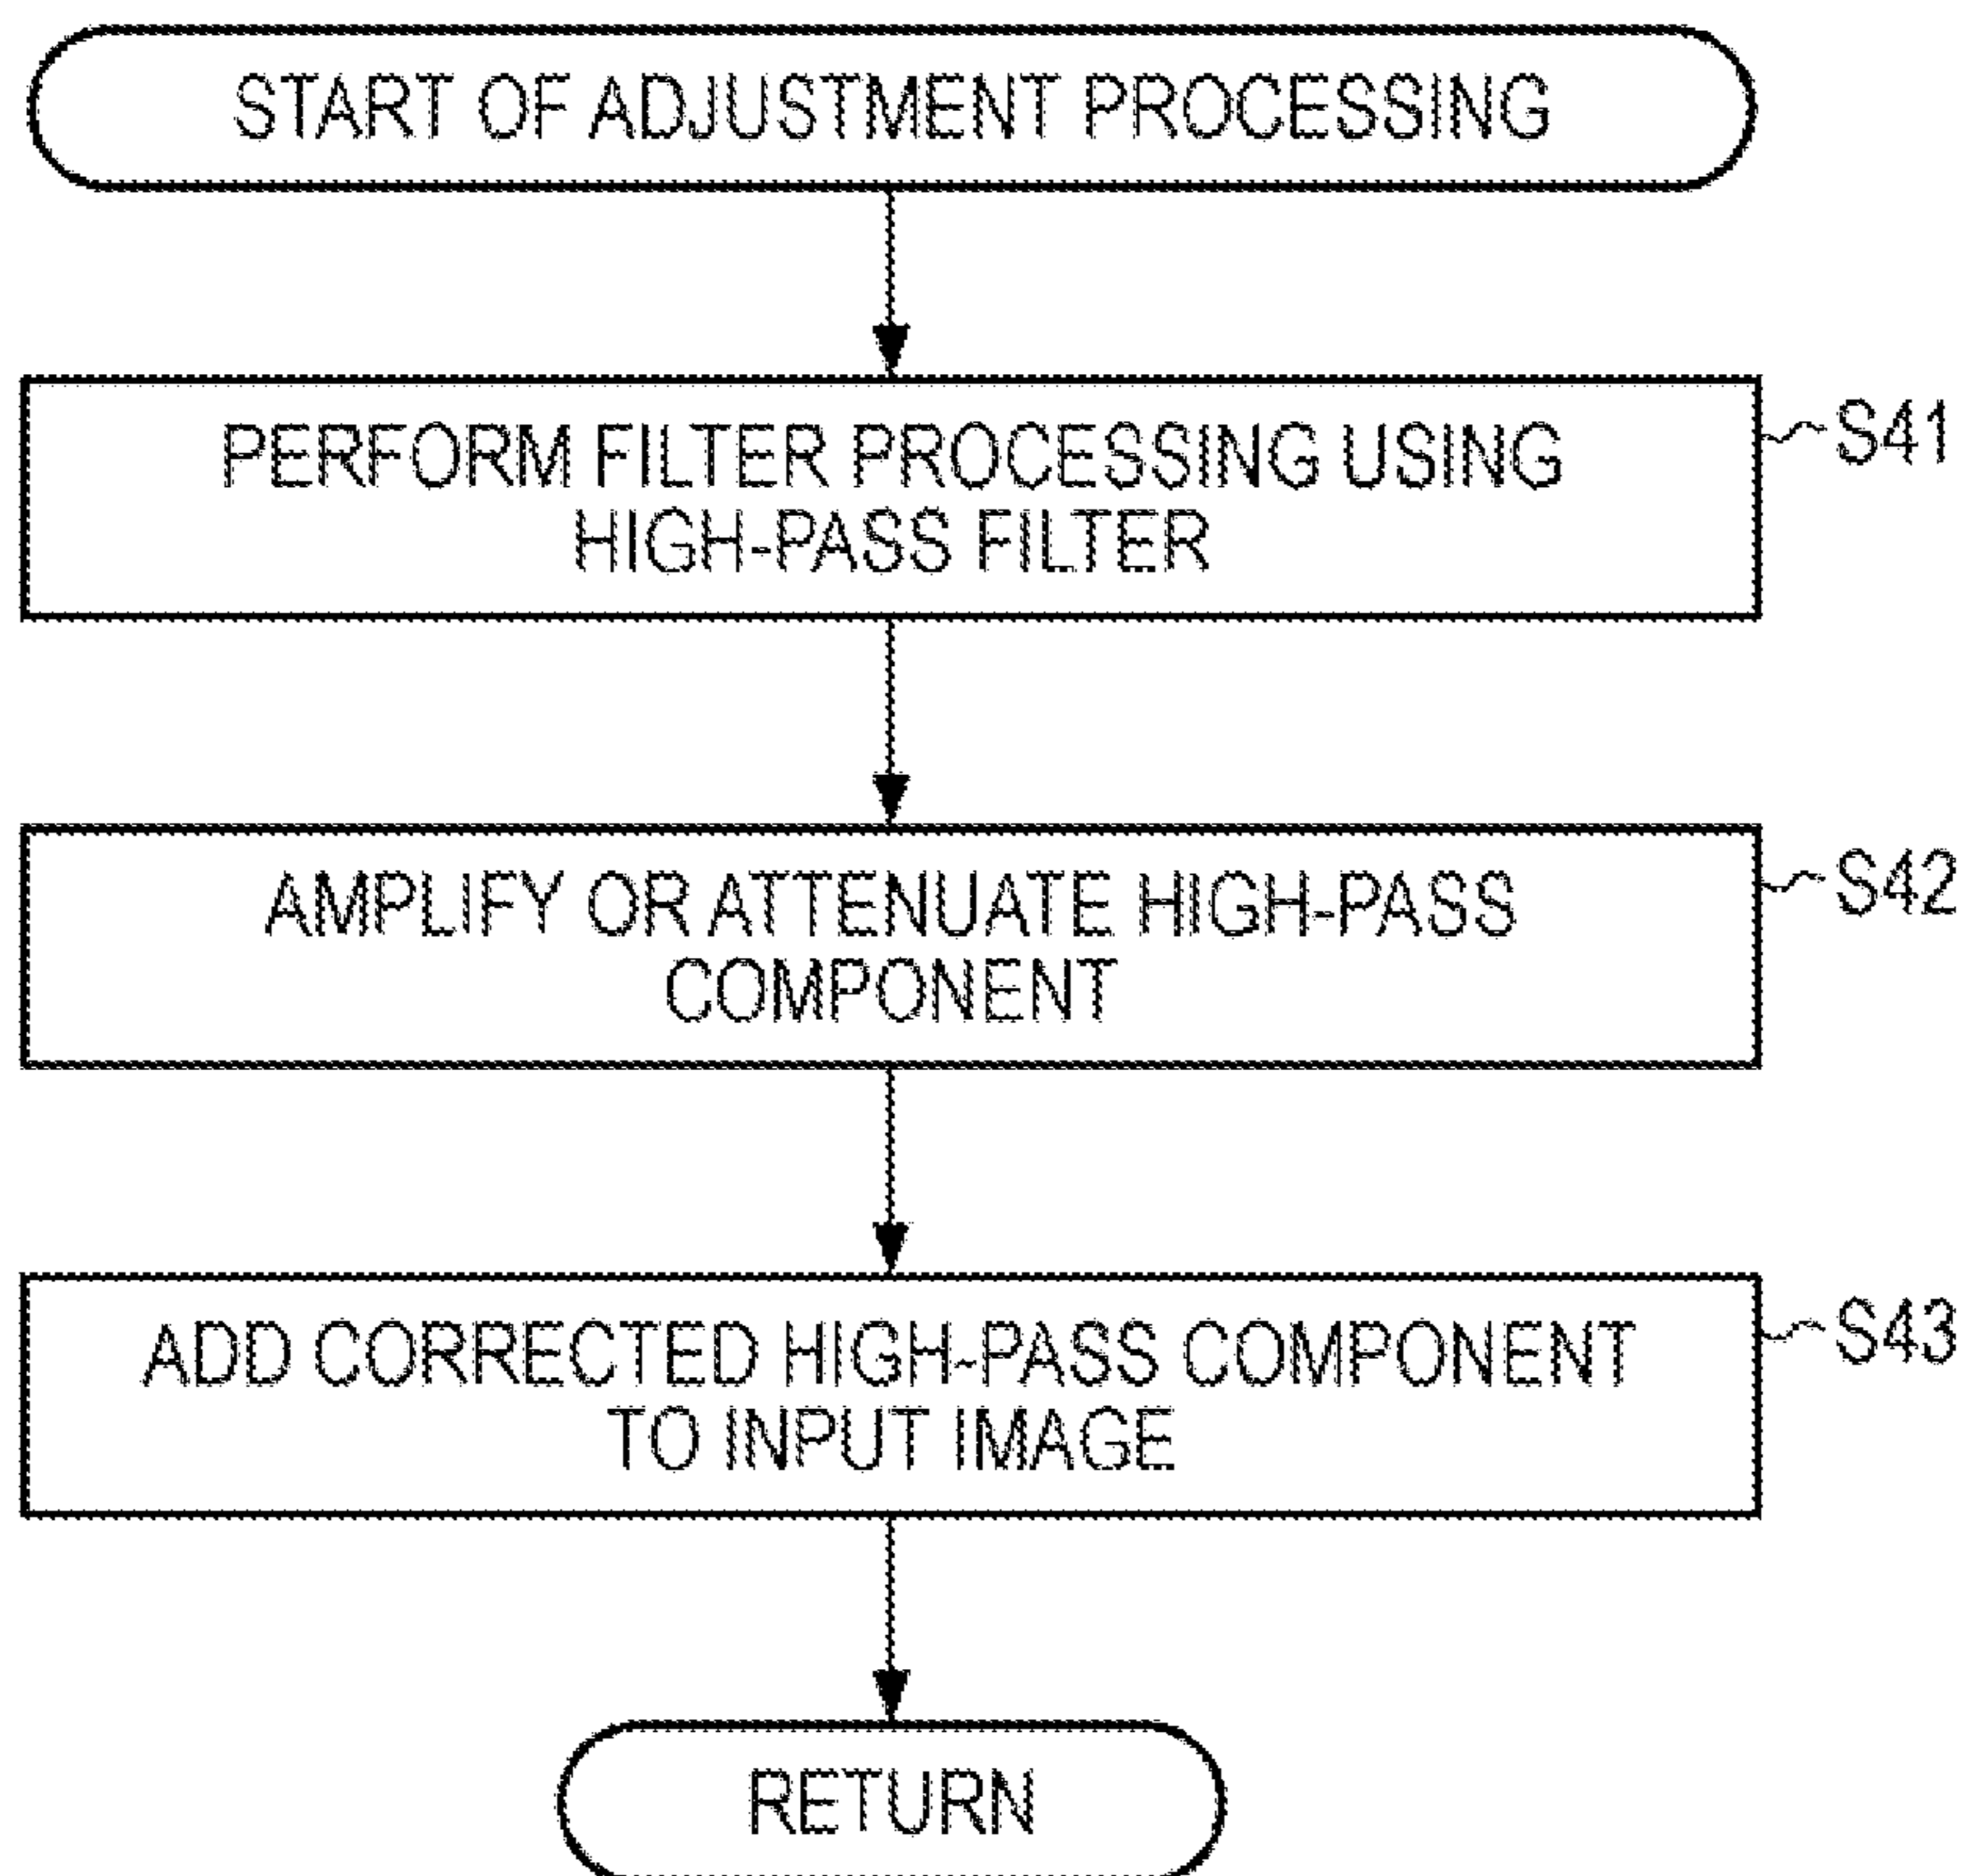 START OF ADJUSTMENT PROCESSING
PERFORM FILTER PROCESSING USING
HIGH-PASS FILTER
S41
AMPLIFY OR ATTENUATE HIGH-PASS
COMPONENT
S42
ADD CORRECTED HIGH-PASS COMPONENT
TO INPUT IMAGE
S43
RETURN